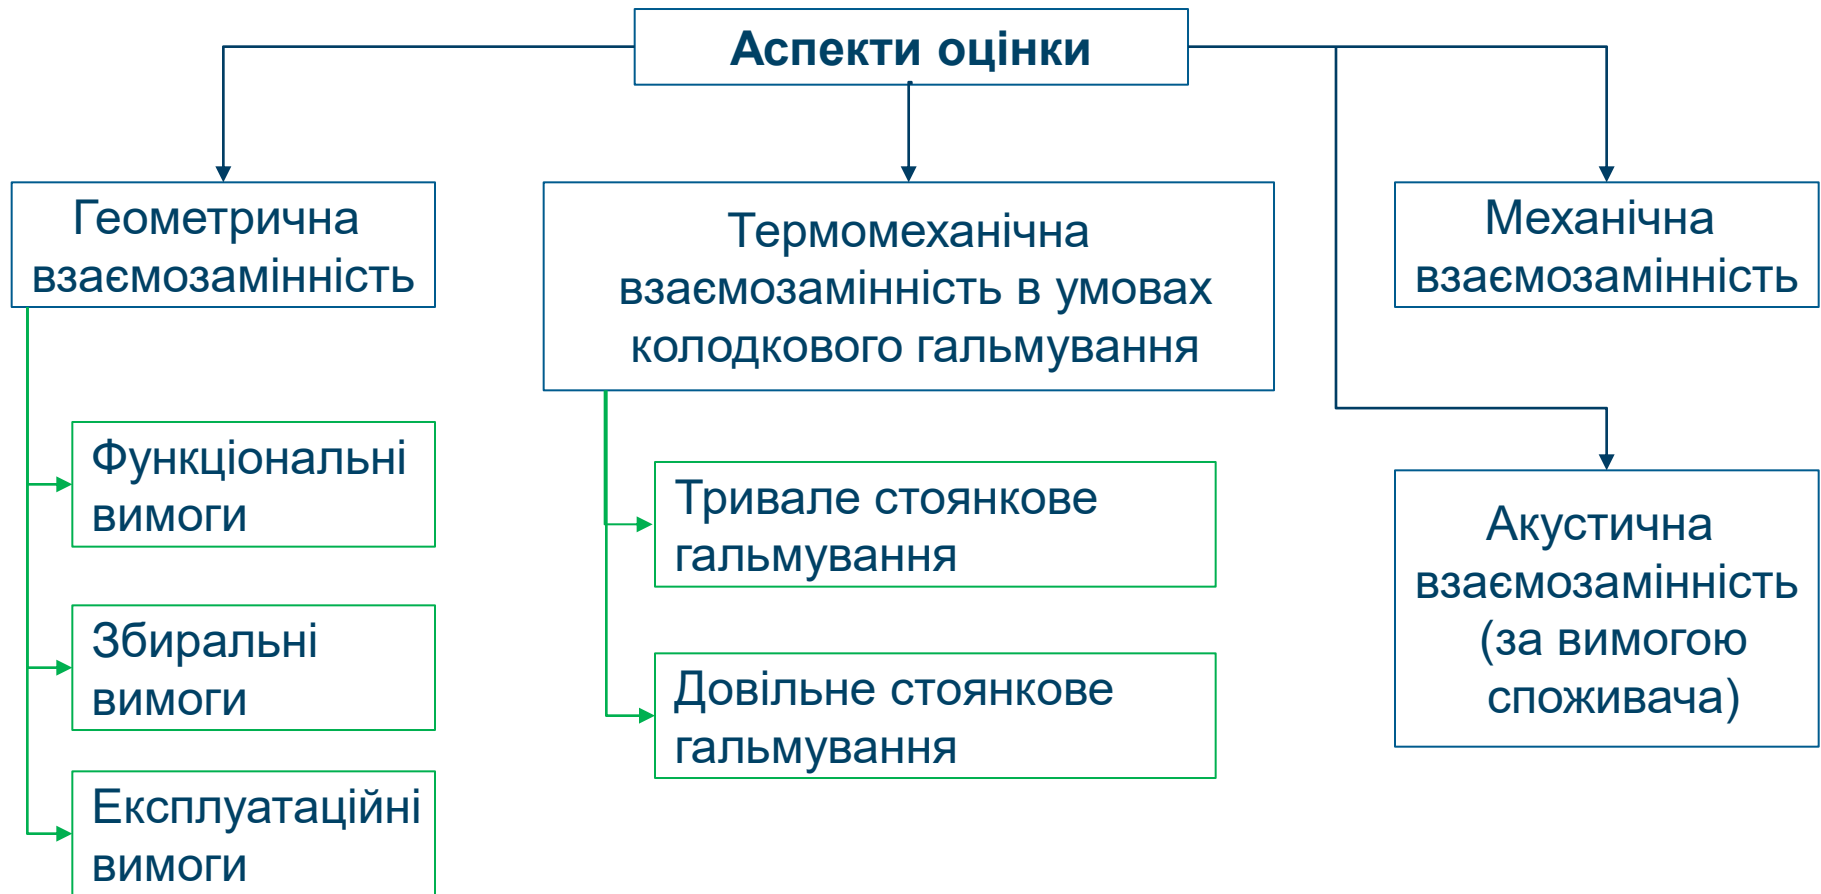 Аспекти оцінки
Геометрична
взаємозамінність
Функціональні
вимоги
Збиральні
вимоги
Експлуатаційні
вимоги
Термомеханічна
взаємозамінність в умовах
колодкового гальмування
Тривале стоянкове
гальмування
Довільне стоянкове
гальмування
Механічна
взаємозамінність
Акустична
взаємозамінність
(за вимогою
споживача)